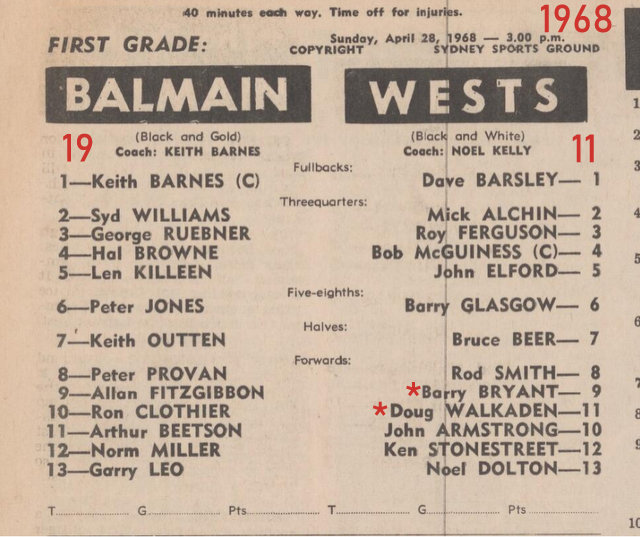 40 minutes each way. Time off for injuries.
1968
FIRST GRADE:
Sunday, April 28, 1968 — 3.00 p.m.
COPYRIGHT SYDNEY SPORTS GROUND
BALMAIN WESTS
19 (Black and Gold) (Black and White) 11
Coach: KEITH BARNES Coach: NOEL KELLY
Fullbacks:
1—Keith BARNES (C) Dave BARSLEY— 1
Threequarters:
2—Syd WILLIAMS Mick ALCHIN— 2
3—George RUEBNER Roy FERGUSON— 3
4—Hal BROWNE Bob McGUINESS (C)— 4
5—Len KILLEEN John ELFORD— 5
Five-eighths:
6—Peter JONES Barry GLASGOW— 6
Halves:
7—Keith OUTTEN Bruce BEER— 7
Forwards:
8—Peter PROVAN Rod SMITH— 8
9—Allan FITZGIBBON *Barry BRYANT— 9
10—Ron CLOTHIER *Doug WALKADEN—11
11—Arthur BEETSON John ARMSTRONG—10
12—Norm MILLER Ken STONESTREET—12
13—Garry LEO Noel DOLTON—13
T.................... G.................... Pts.................... T.................... G.................... Pts....................